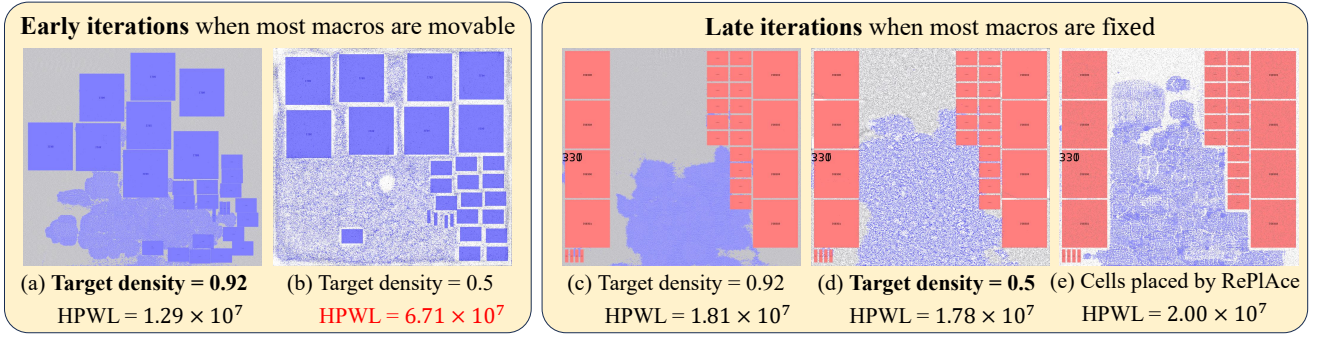 Early iterations when most macros are movable
Late iterations when most macros are fixed
330
330
(a) Target density = 0.92
(b) Target density = 0.5
(c) Target density = 0.92
(d) Target density = 0.5
(e) Cells placed by RePlAce
HPWL = 1.29 × 10⁷
HPWL = 6.71 × 10⁷
HPWL = 1.81 × 10⁷
HPWL = 1.78 × 10⁷
HPWL = 2.00 × 10⁷